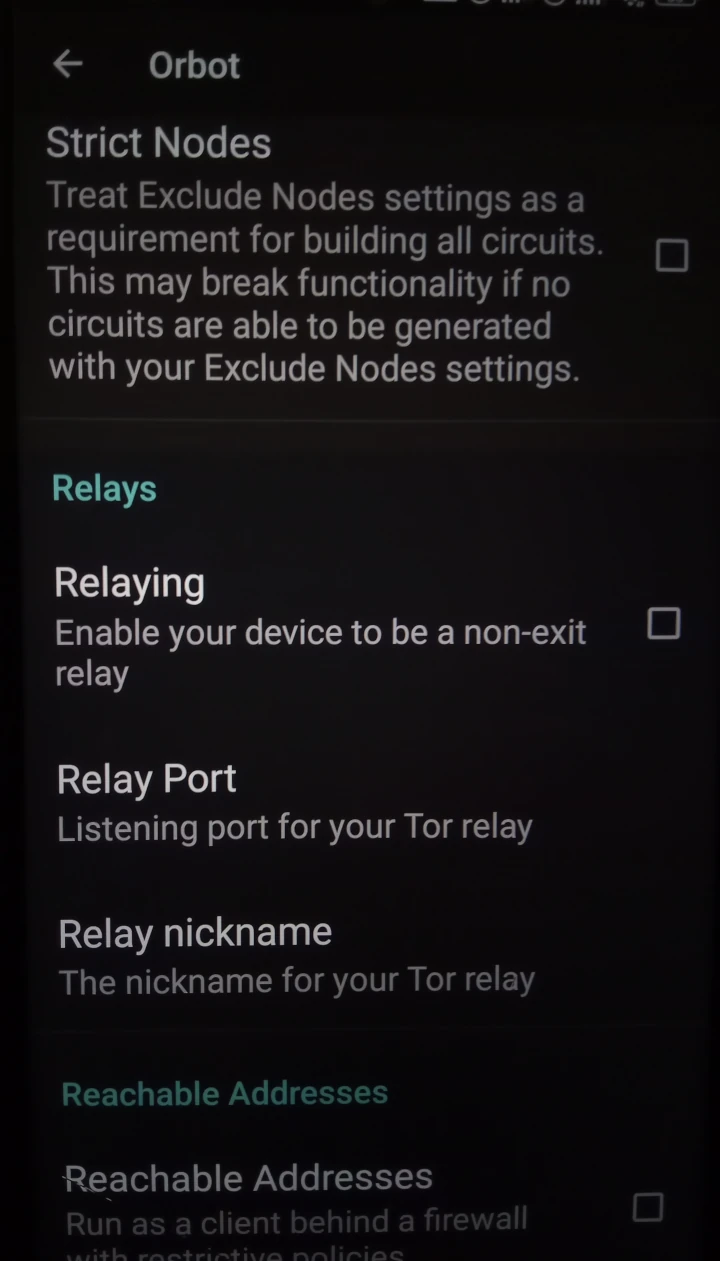 Orbot
Strict Nodes
Treat Exclude Nodes settings as a
requirement for building all circuits.
This may break functionality if no
circuits are able to be generated
with your Exclude Nodes settings.
Relays
Relaying
Enable your device to be a non-exit
relay
Relay Port
Listening port for your Tor relay
Relay nickname
The nickname for your Tor relay
Reachable Addresses
Reachable Addresses
Run as a client behind a firewall
with restrictive policies